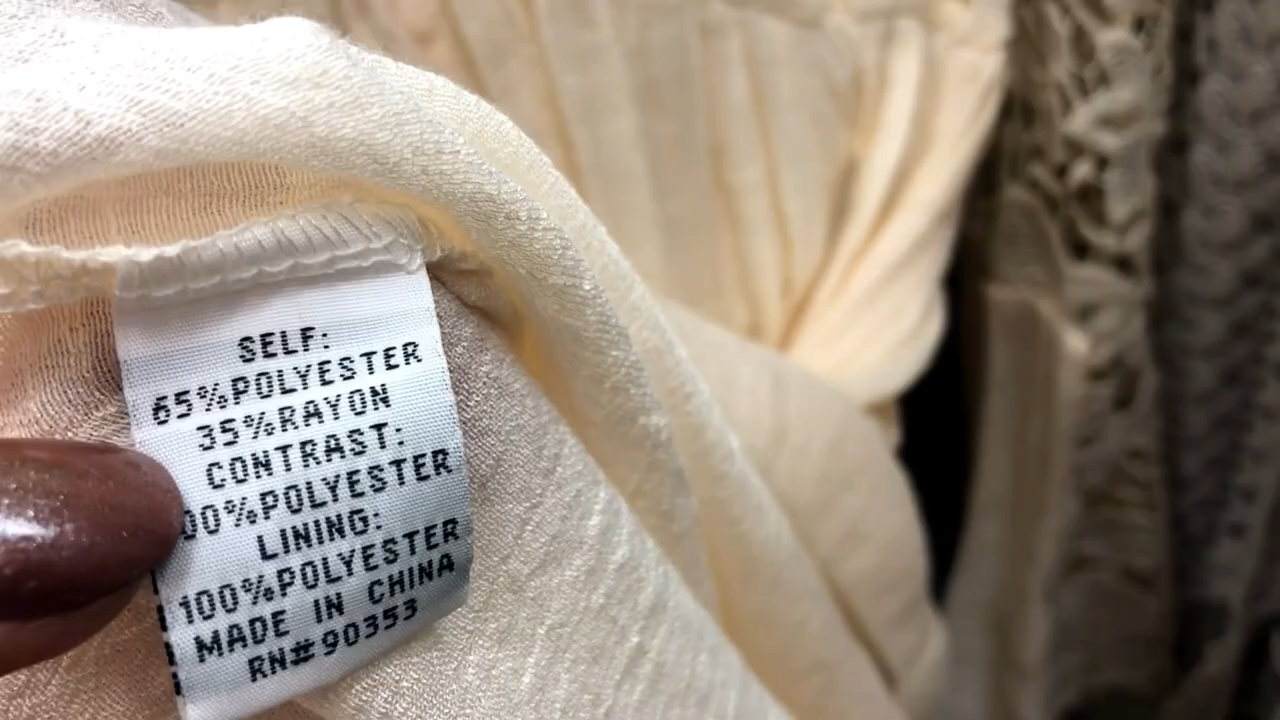 SELF:
65%POLYESTER
35%RAYON
CONTRAST:
00%POLYESTER
LINING:
100%POLYESTER
MADE IN CHINA
RN#90353